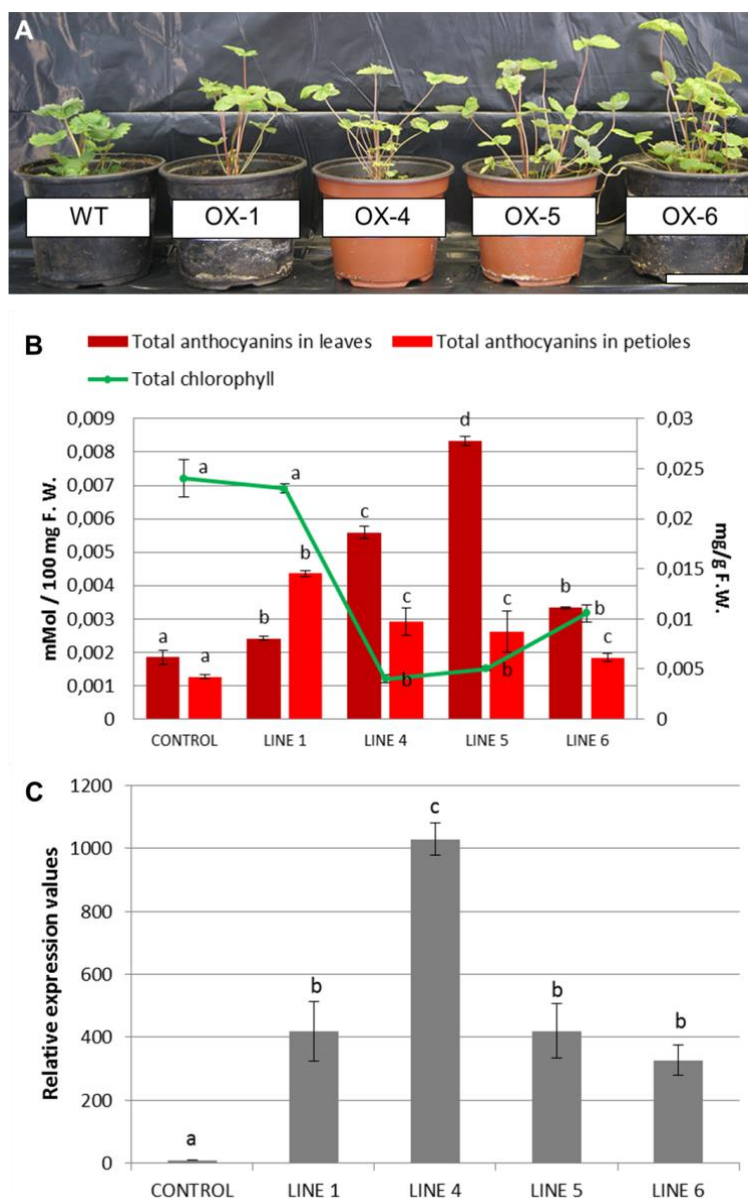 A
WT OX-1 OX-4 OX-5 OX-6
B
Total anthocyanins in leaves Total anthocyanins in petioles
Total chlorophyll
0,009 0,03
0,008 0,025
0,007 0,02
0,006 0,015
0,005 0,01
0,004 0,005
0,003 0
0,002
0,001
0
mMol / 100 mg F. W.
mg/g F.W.
a a a
b b a
c c b
d c b
b c b
CONTROL LINE 1 LINE 4 LINE 5 LINE 6
C
Relative expression values
1200
1000
800
600
400
200
0
a b c b b
CONTROL LINE 1 LINE 4 LINE 5 LINE 6